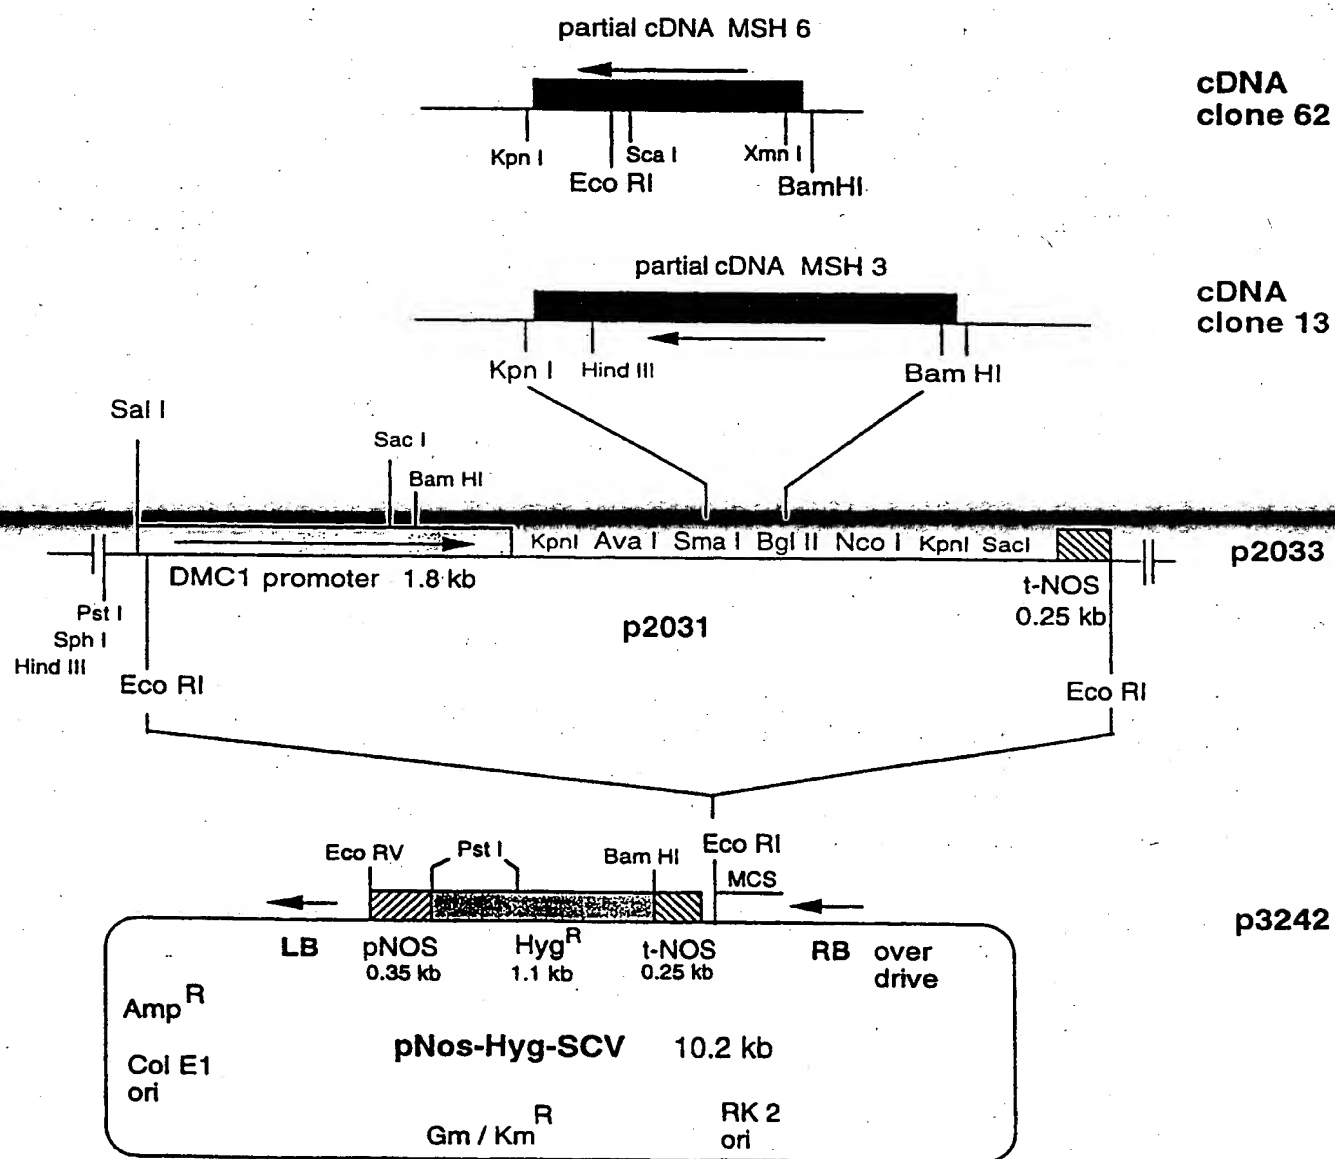 partial cDNA MSH 6
cDNA
clone 62
Kpn I
Sca I
Xmn I
Eco RI
BamHI
partial cDNA MSH 3
cDNA
clone 13
Kpn I
Hind III
Bam HI
Sal I
Sac I
Bam HI
KpnI Ava I Sma I Bgl II Nco I KpnI SacI
p2033
DMC1 promoter 1.8 kb
t-NOS
0.25 kb
Pst I
Sph I
Hind III
p2031
Eco RI
Eco RI
Eco RV
Pst I
Bam HI
Eco RI
MCS
p3242
LB
pNOS
0.35 kb
Hyg R
1.1 kb
t-NOS
0.25 kb
RB
over
drive
Amp R
pNos-Hyg-SCV 10.2 kb
Col E1
ori
Gm / Km R
RK 2
ori